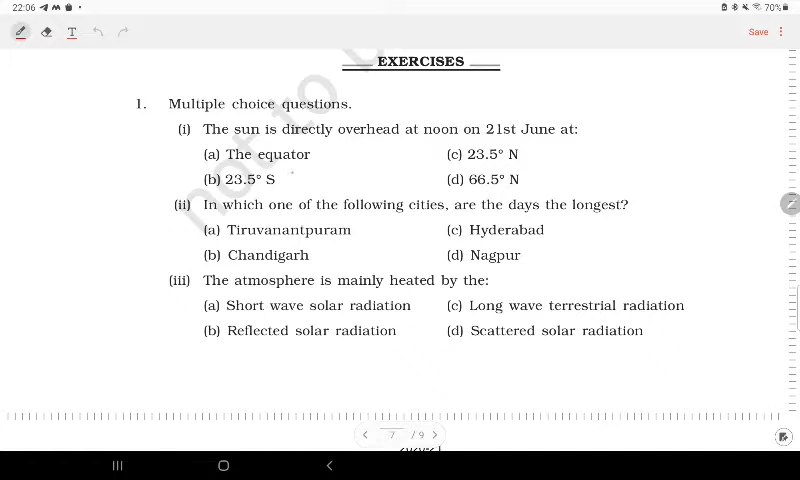 22:06
70%
T
Save
EXERCISES
1. Multiple choice questions.
(i) The sun is directly overhead at noon on 21st June at:
(a) The equator (c) 23.5° N
(b) 23.5° S (d) 66.5° N
(ii) In which one of the following cities, are the days the longest?
(a) Tiruvanantpuram (c) Hyderabad
(b) Chandigarh (d) Nagpur
(iii) The atmosphere is mainly heated by the:
(a) Short wave solar radiation (c) Long wave terrestrial radiation
(b) Reflected solar radiation (d) Scattered solar radiation
not to
7 / 9